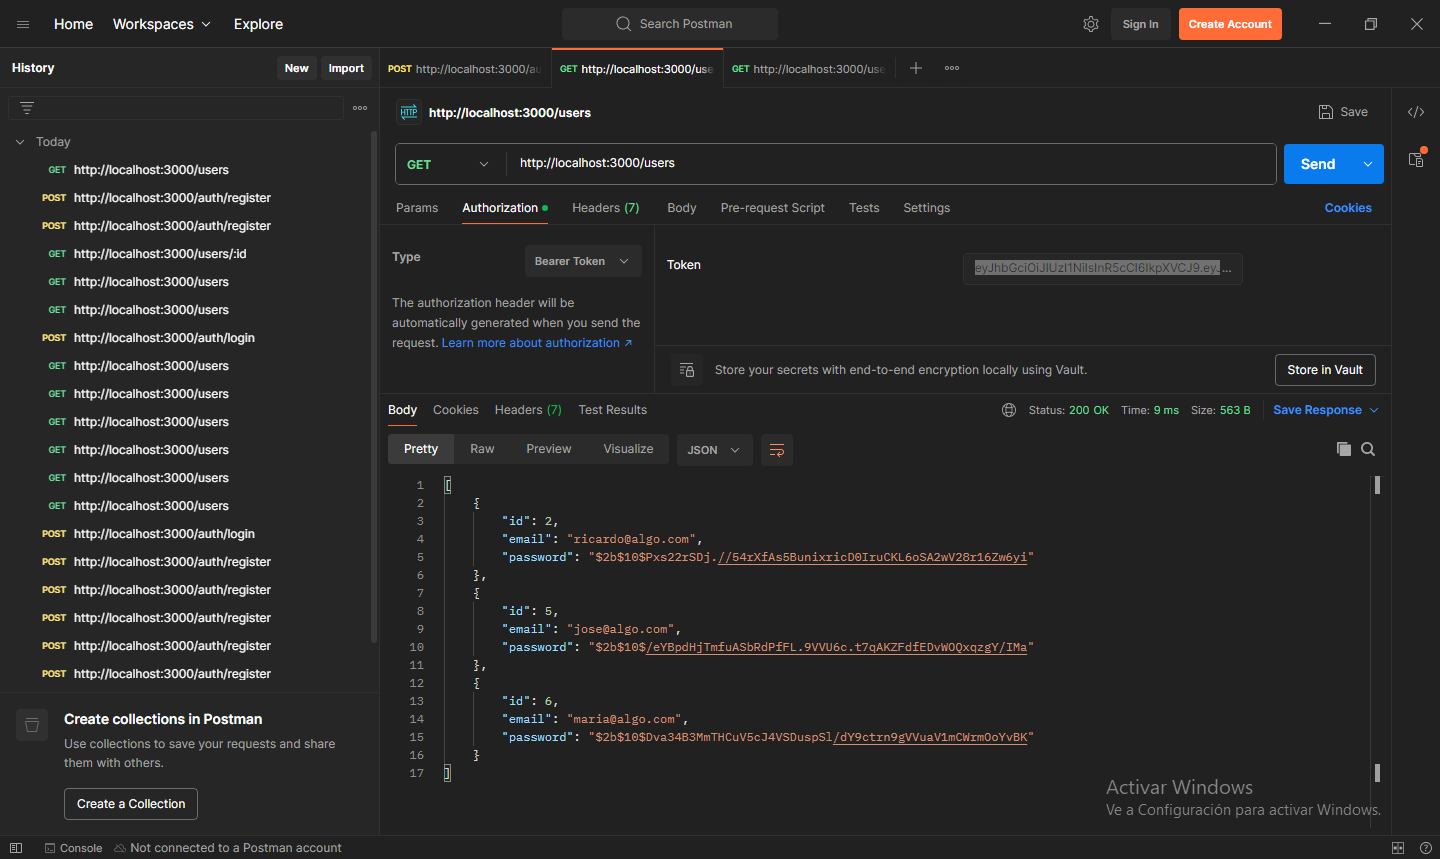 Home Workspaces Explore Search Postman Sign In Create Account
History New Import
POST http://localhost:3000/au GET http://localhost:3000/use GET http://localhost:3000/use
HTTP http://localhost:3000/users Save
Today
GET http://localhost:3000/users
POST http://localhost:3000/auth/register
POST http://localhost:3000/auth/register
GET http://localhost:3000/users/:id
GET http://localhost:3000/users
GET http://localhost:3000/users
POST http://localhost:3000/auth/login
GET http://localhost:3000/users
GET http://localhost:3000/users
GET http://localhost:3000/users
GET http://localhost:3000/users
GET http://localhost:3000/users
GET http://localhost:3000/users
POST http://localhost:3000/auth/login
POST http://localhost:3000/auth/register
POST http://localhost:3000/auth/register
POST http://localhost:3000/auth/register
POST http://localhost:3000/auth/register
POST http://localhost:3000/auth/register
Create collections in Postman
Use collections to save your requests and share
them with others.
Create a Collection
GET http://localhost:3000/users Send
Params Authorization Headers (7) Body Pre-request Script Tests Settings Cookies
Type Bearer Token
The authorization header will be
automatically generated when you send the
request. Learn more about authorization ↗
Token eyJhbGciOiJIUzI1NiIsInR5cCI6IkpXVCJ9.eyJ...
Store your secrets with end-to-end encryption locally using Vault. Store in Vault
Body Cookies Headers (7) Test Results Status: 200 OK Time: 9 ms Size: 563 B Save Response
Pretty Raw Preview Visualize JSON
1 [
2 {
3 "id": 2,
4 "email": "ricardo@algo.com",
5 "password": "$2b$10$Pxs22rSDj.//54rXfAs5BunixricD0IruCKL6oSA2wV28r16Zw6yi"
6 },
7 {
8 "id": 5,
9 "email": "jose@algo.com",
10 "password": "$2b$10$/eYBpdHjTmfuASbRdPfFL.9VVU6c.t7qAKZFdfEDvWOQxqzgY/IMa"
11 },
12 {
13 "id": 6,
14 "email": "maria@algo.com",
15 "password": "$2b$10$Dva34B3MmTHCuV5cJ4VSDuspSl/dY9ctrn9gVVuaV1mCWrmOoYvBK"
16 }
17 ]
Activar Windows
Ve a Configuración para activar Windows.
Console Not connected to a Postman account